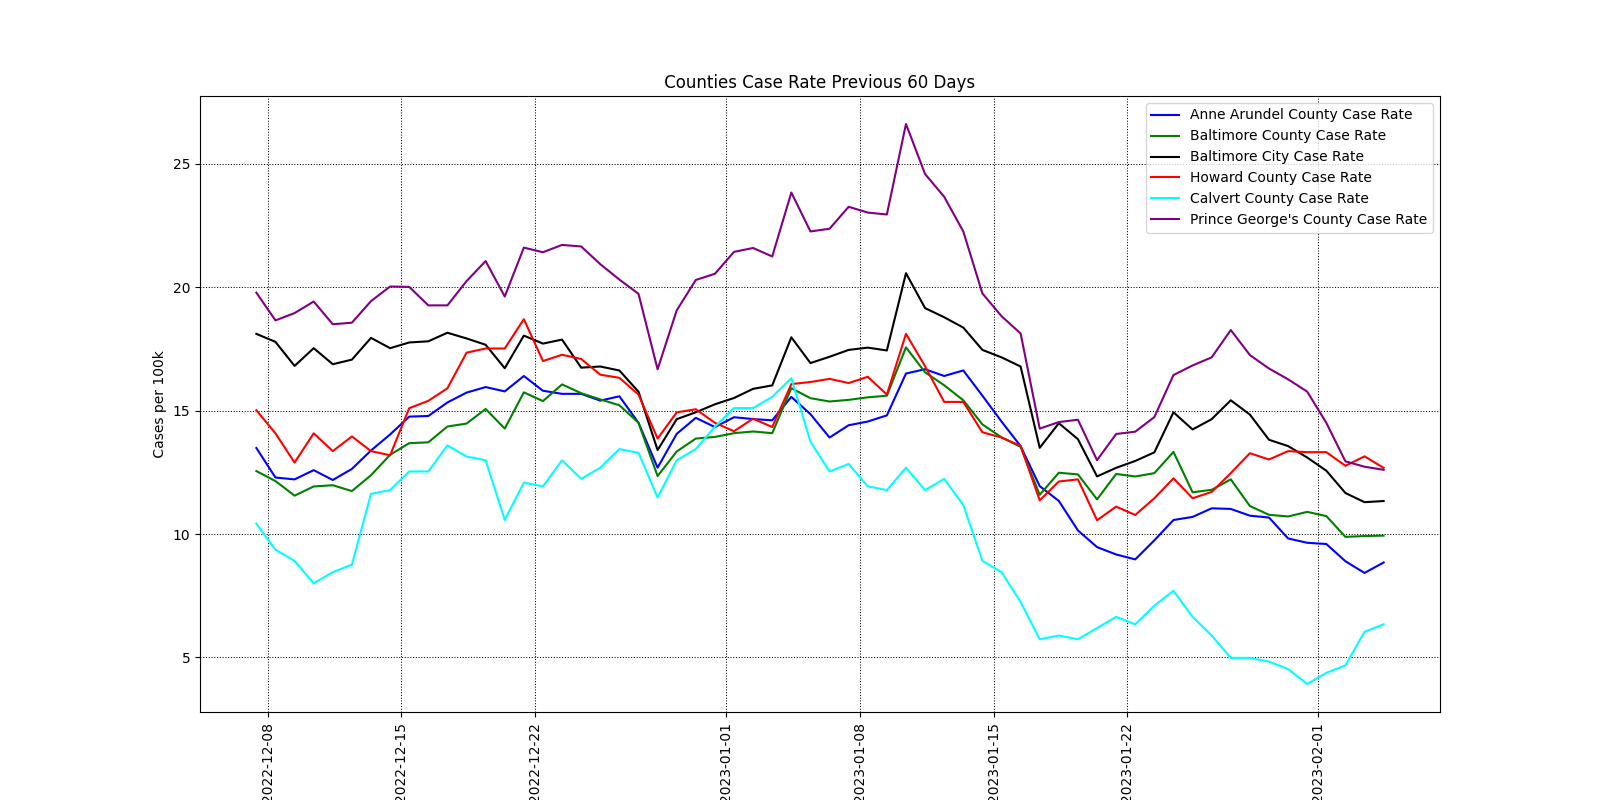 Counties Case Rate Previous 60 Days
Anne Arundel County Case Rate
Baltimore County Case Rate
Baltimore City Case Rate
Howard County Case Rate
Calvert County Case Rate
Prince George's County Case Rate
Cases per 100k
25
20
15
10
5
2022-12-08
2022-12-15
2022-12-22
2023-01-01
2023-01-08
2023-01-15
2023-01-22
2023-02-01